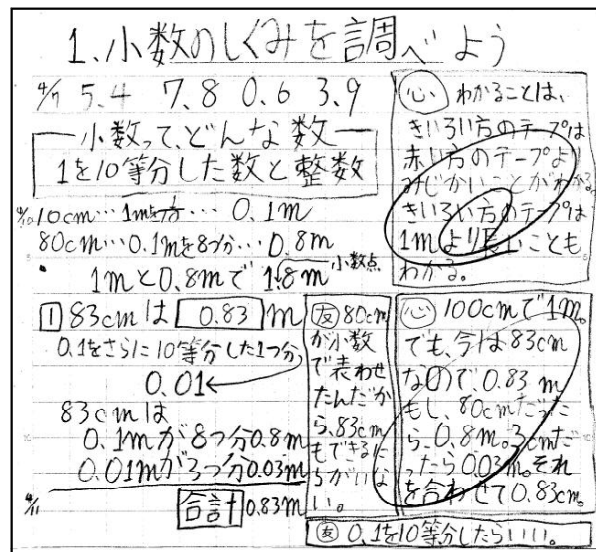 1.小数のしくみを調べよう
4/7 5.4 7.8 0.6 3.9
小数って、どんな数
1を10等分した数と整数
4/10 10cm…1mを方…0.1m
80cm…0.1mを8つ分…0.8m
1mと0.8mで1.8m 小数点
心 わかることは、
きいろい方のテープは
赤い方のテープより
みじかいことがわかる。
きいろい方のテープは
1mより長いことも
わかる。
1 83cmは 0.83 m
0.1をさらに10等分した1つ分
0.01←
83cmは
0.1mが8つ分0.8m
0.01mが3つ分0.03m
4/11 合計 0.83m
友 80cm
が小数
で表わせ
たんだか
ら、83cm
もできるに
ちがいな
い。
心 100cmで1m。
でも、今は83cm
なので、0.83m
もし、80cmだった
ら、0.8m。3cmだ
ったら0.03m。それ
を合わせて0.83cm。
友 0.1を10等分したらいい。